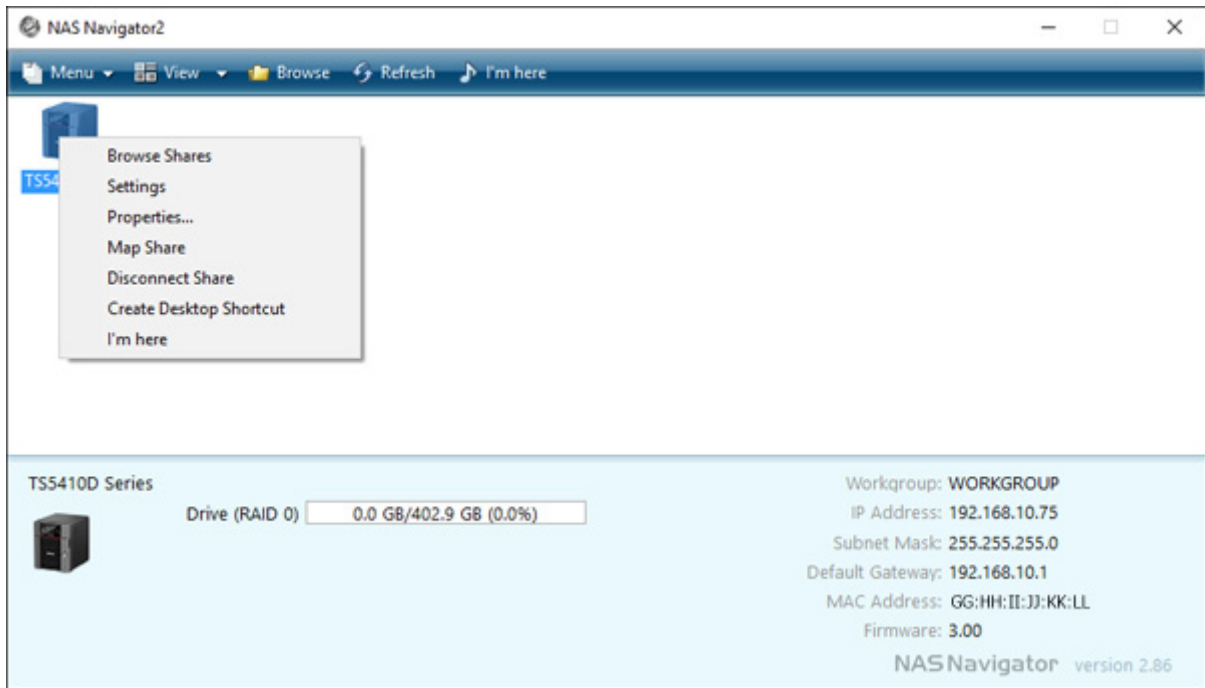 NAS Navigator2
Menu View Browse Refresh I'm here
TS54
Browse Shares
Settings
Properties...
Map Share
Disconnect Share
Create Desktop Shortcut
I'm here
TS5410D Series
Drive (RAID 0) 0.0 GB/402.9 GB (0.0%)
Workgroup: WORKGROUP
IP Address: 192.168.10.75
Subnet Mask: 255.255.255.0
Default Gateway: 192.168.10.1
MAC Address: GG:HH:II:JJ:KK:LL
Firmware: 3.00
NAS Navigator version 2.86